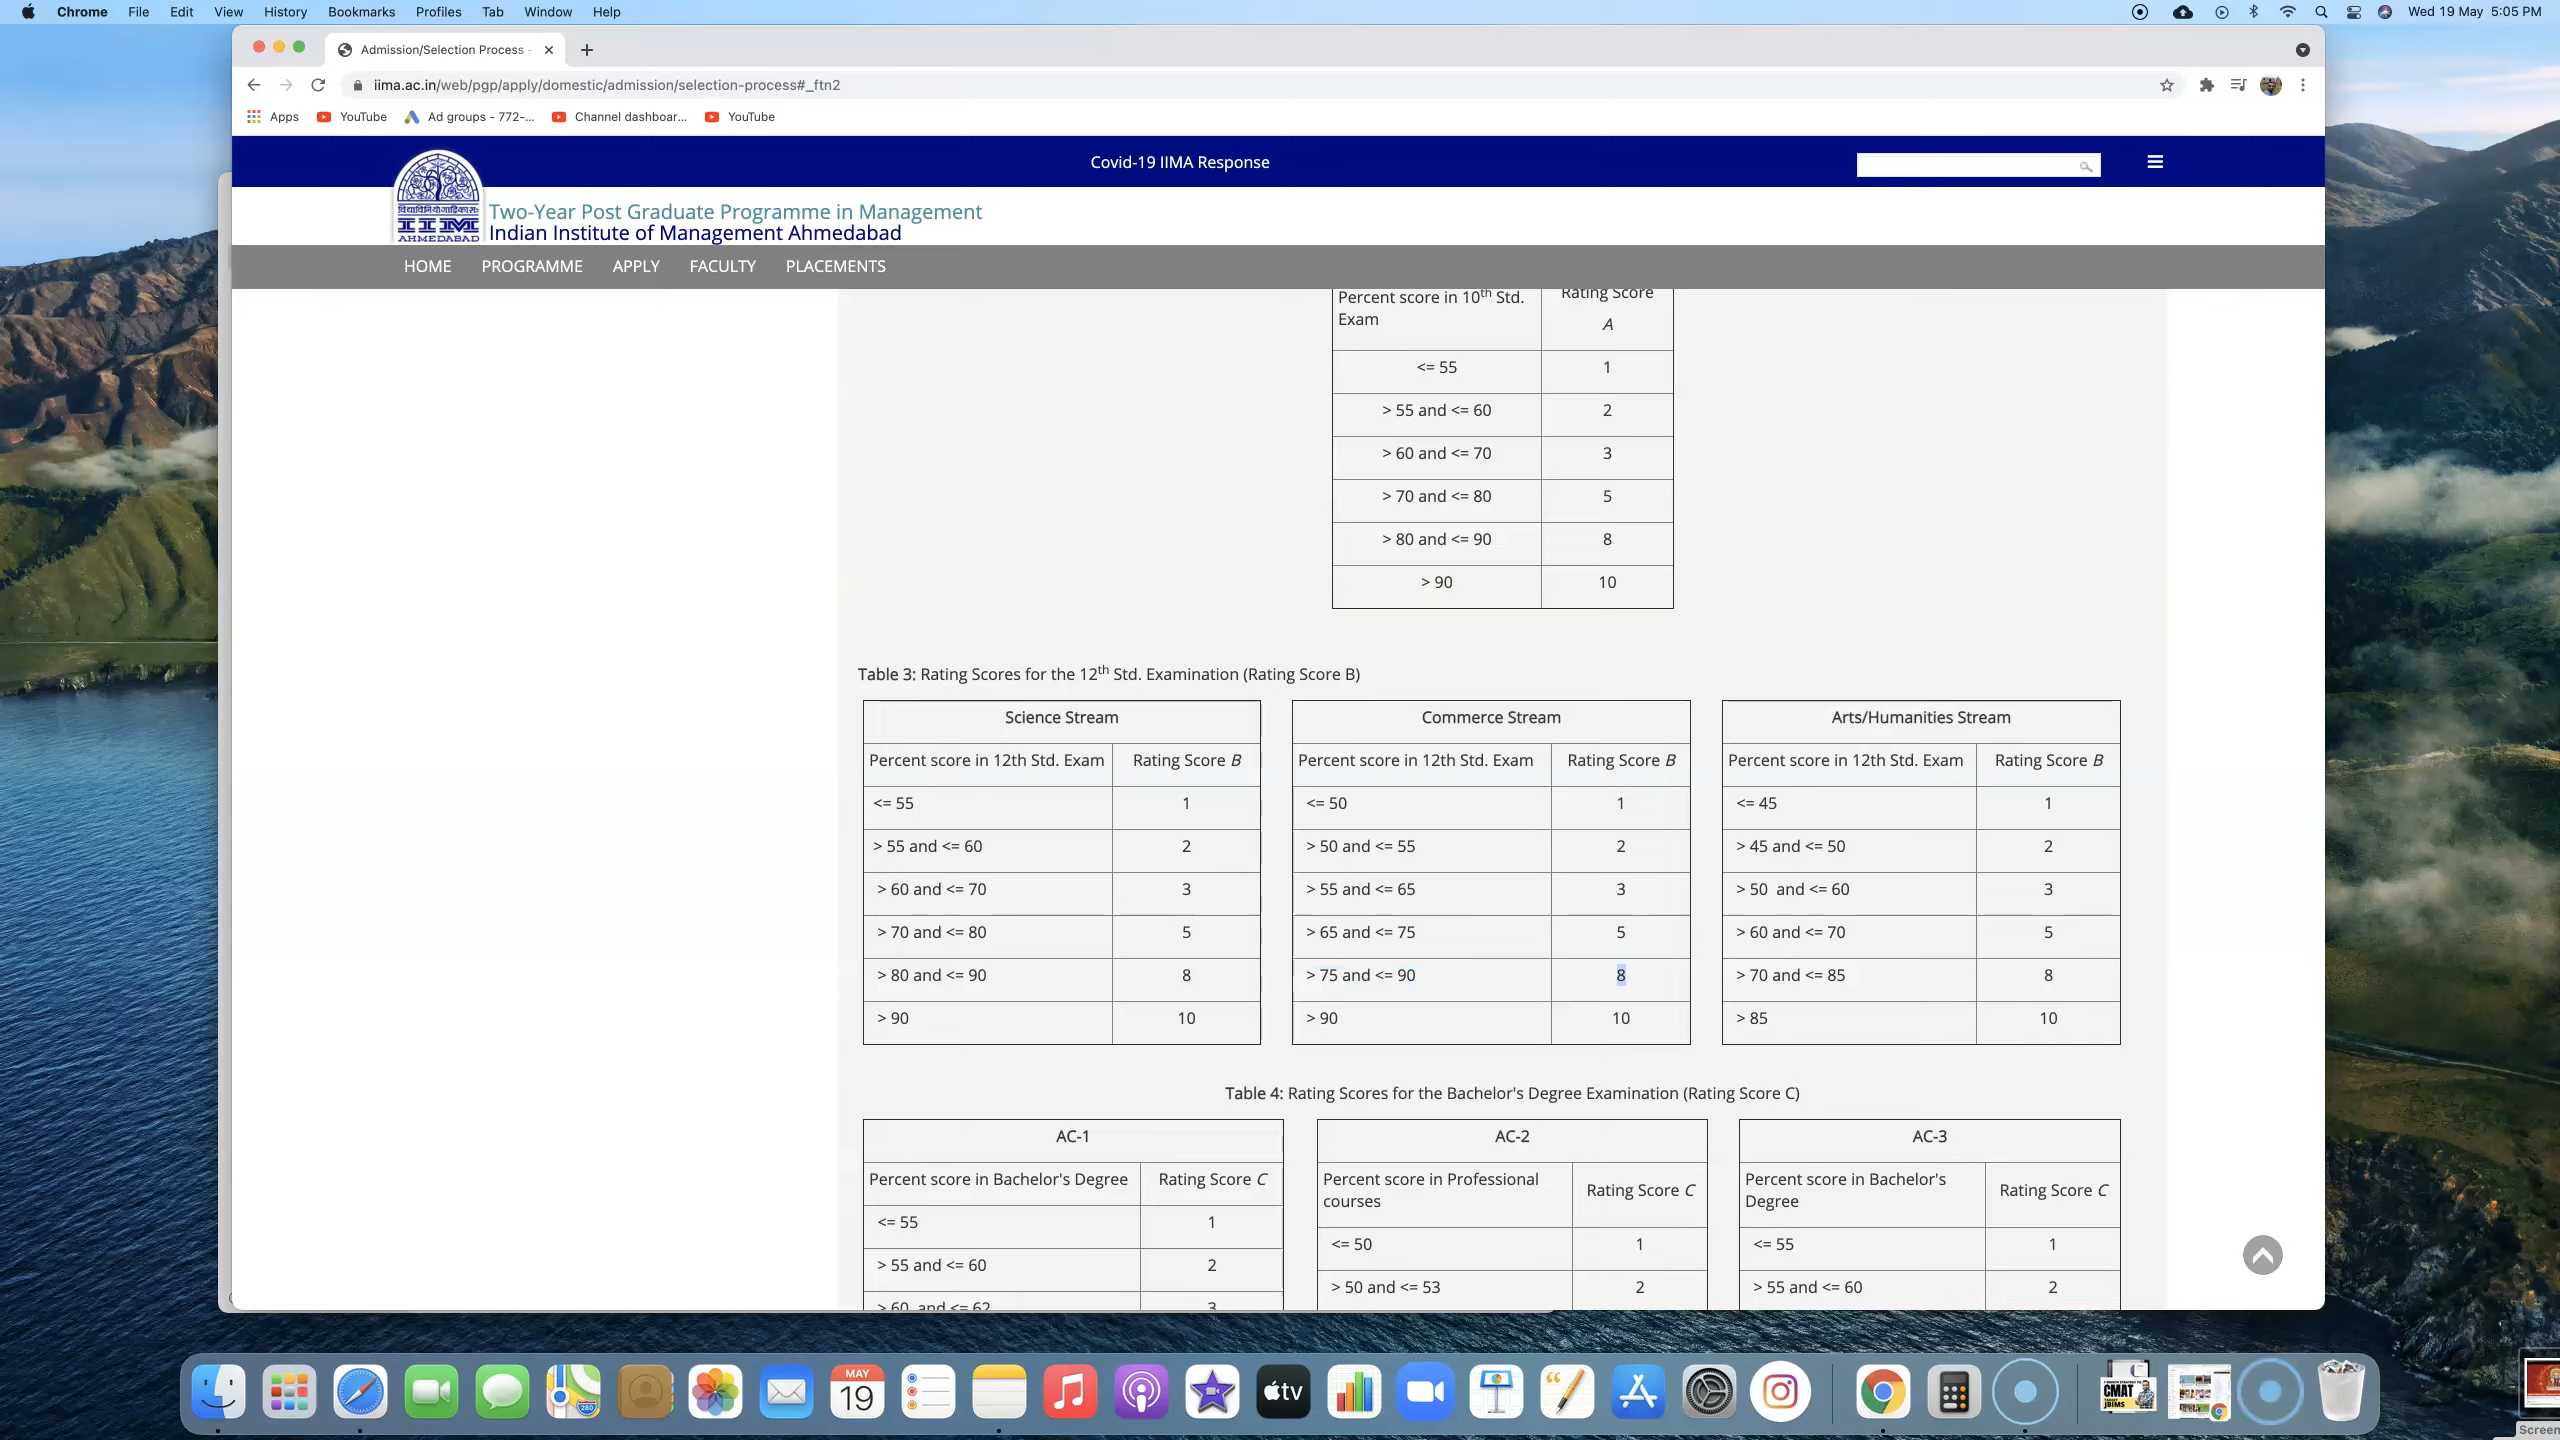 Chrome File Edit View History Bookmarks Profiles Tab Window Help Wed 19 May 5:05 PM
Admission/Selection Process -
iima.ac.in/web/pgp/apply/domestic/admission/selection-process#_ftn2
Apps YouTube Ad groups - 772-... Channel dashboar... YouTube
Covid-19 IIMA Response
IIM
AHMEDABAD
Two-Year Post Graduate Programme in Management
Indian Institute of Management Ahmedabad
HOME PROGRAMME APPLY FACULTY PLACEMENTS
Percent score in 10th Std. Exam Rating Score A
<= 55 1
> 55 and <= 60 2
> 60 and <= 70 3
> 70 and <= 80 5
> 80 and <= 90 8
> 90 10
Table 3: Rating Scores for the 12th Std. Examination (Rating Score B)
Science Stream Commerce Stream Arts/Humanities Stream
Percent score in 12th Std. Exam Rating Score B Percent score in 12th Std. Exam Rating Score B Percent score in 12th Std. Exam Rating Score B
<= 55 1 <= 50 1 <= 45 1
> 55 and <= 60 2 > 50 and <= 55 2 > 45 and <= 50 2
> 60 and <= 70 3 > 55 and <= 65 3 > 50 and <= 60 3
> 70 and <= 80 5 > 65 and <= 75 5 > 60 and <= 70 5
> 80 and <= 90 8 > 75 and <= 90 8 > 70 and <= 85 8
> 90 10 > 90 10 > 85 10
Table 4: Rating Scores for the Bachelor's Degree Examination (Rating Score C)
AC-1 AC-2 AC-3
Percent score in Bachelor's Degree Rating Score C Percent score in Professional courses Rating Score C Percent score in Bachelor's Degree Rating Score C
<= 55 1 <= 50 1 <= 55 1
> 55 and <= 60 2 > 50 and <= 53 2 > 55 and <= 60 2
> 60 and <= 62 3
MAY
19
280
tv
CMAT
JBIMS
Screen